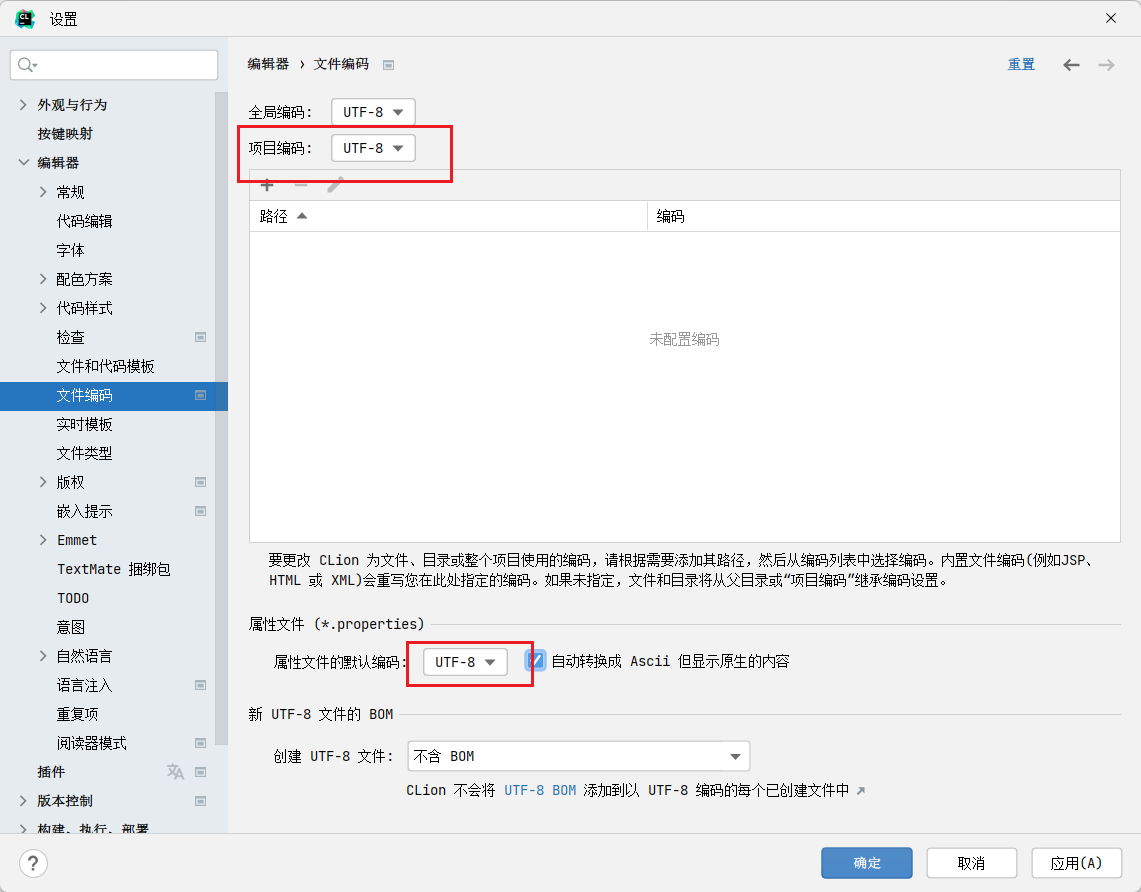 设置
外观与行为
按键映射
编辑器
常规
代码编辑
字体
配色方案
代码样式
检查
文件和代码模板
文件编码
实时模板
文件类型
版权
嵌入提示
Emmet
TextMate 捆绑包
TODO
意图
自然语言
语言注入
重复项
阅读器模式
插件
版本控制
构建、执行、部署
编辑器 › 文件编码
重置
全局编码: UTF-8
项目编码: UTF-8
路径 编码
未配置编码
要更改 CLion 为文件、目录或整个项目使用的编码，请根据需要添加其路径，然后从编码列表中选择编码。内置文件编码(例如JSP、
HTML 或 XML)会重写您在此处指定的编码。如果未指定，文件和目录将从父目录或“项目编码”继承编码设置。
属性文件 (*.properties)
属性文件的默认编码: UTF-8 自动转换成 Ascii 但显示原生的内容
新 UTF-8 文件的 BOM
创建 UTF-8 文件: 不含 BOM
CLion 不会将 UTF-8 BOM 添加到以 UTF-8 编码的每个已创建文件中
?
确定 取消 应用(A)